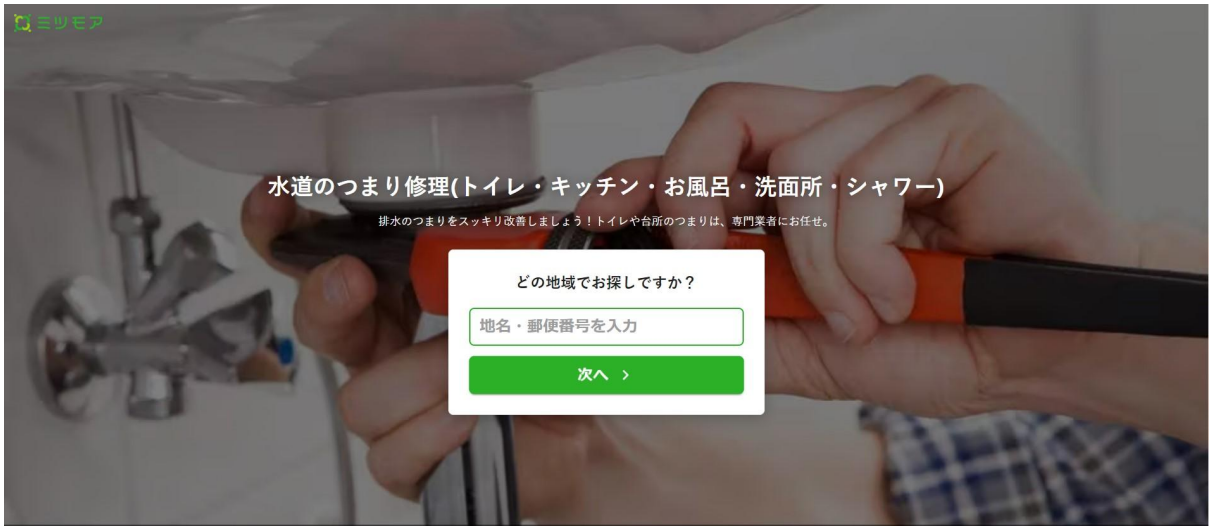 ミツモア
水道のつまり修理(トイレ・キッチン・お風呂・洗面所・シャワー)
排水のつまりをスッキリ改善しましょう！トイレや台所のつまりは、専門業者にお任せ。
どの地域でお探しですか？
地名・郵便番号を入力
次へ >